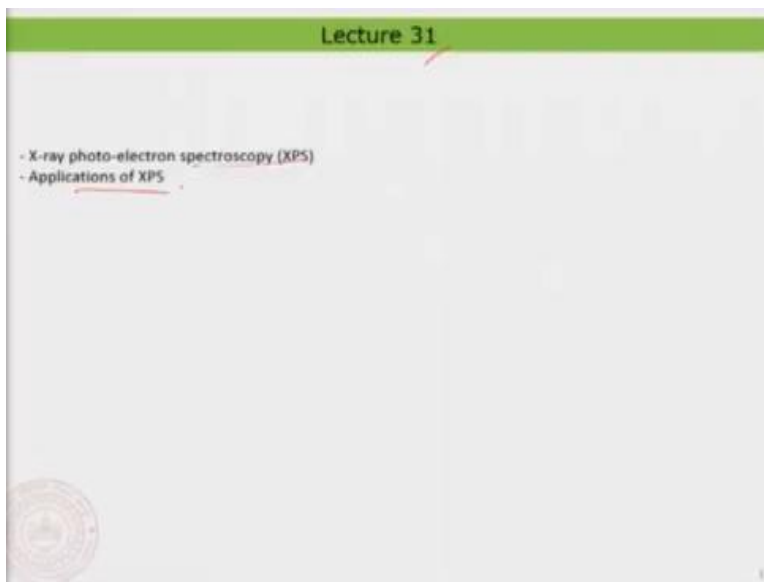 Lecture 31
- X-ray photo-electron spectroscopy (XPS)
- Applications of XPS